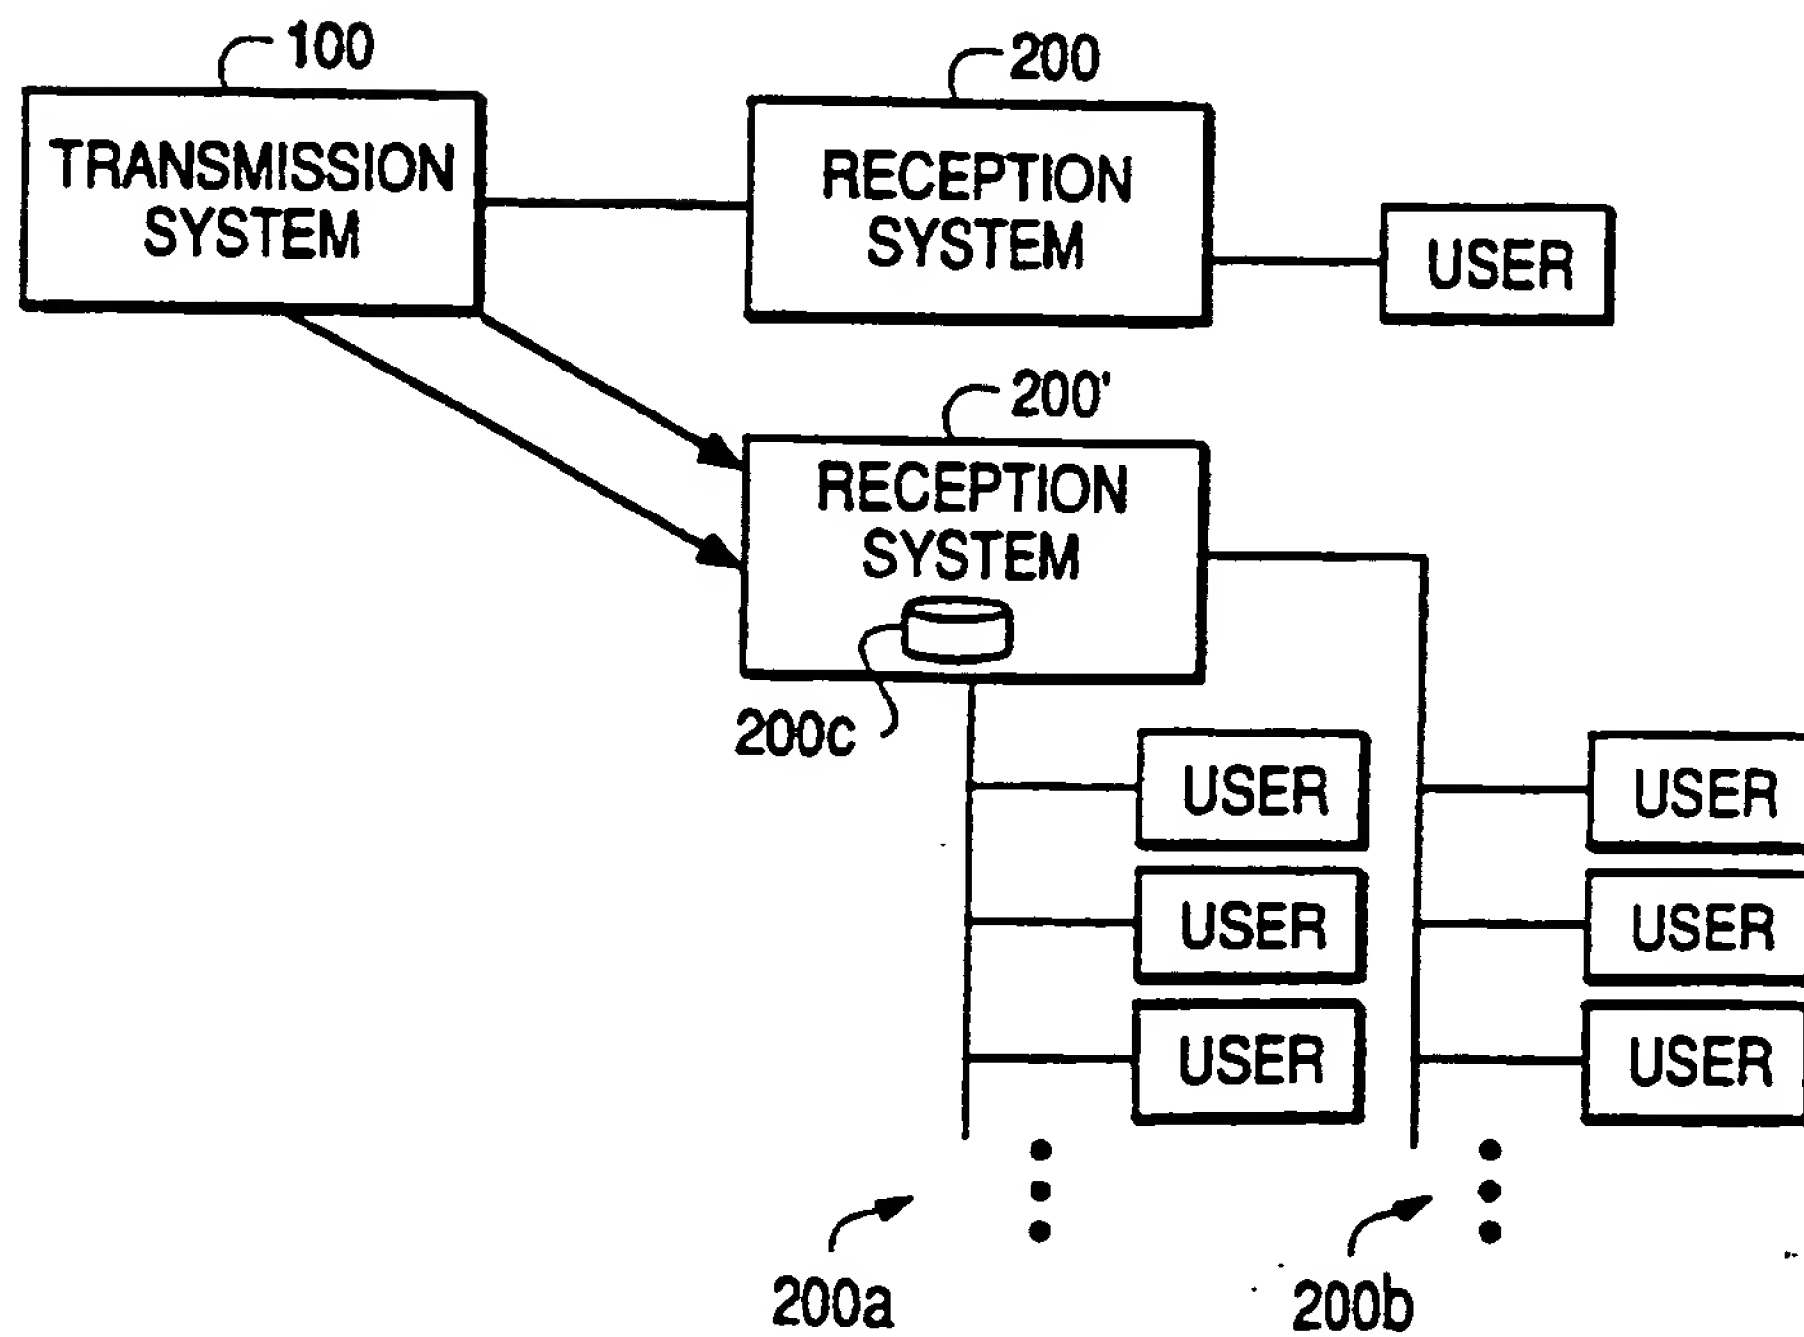 100
200
TRANSMISSION
SYSTEM
RECEPTION
SYSTEM
USER
200'
RECEPTION
SYSTEM
200c
USER
USER
USER
USER
USER
USER
200a
200b